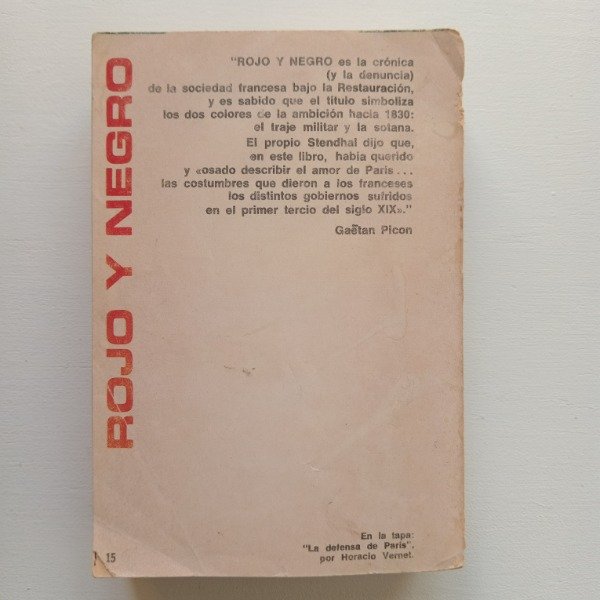 ROJO Y NEGRO
"ROJO Y NEGRO es la crónica
(y la denuncia)
de la sociedad francesa bajo la Restauración,
y es sabido que el título simboliza
los dos colores de la ambición hacia 1830:
el traje militar y la sotana.
El propio Stendhal dijo que,
en este libro, había querido
y «osado describir el amor de París...
las costumbres que dieron a los franceses
los distintos gobiernos sufridos
en el primer tercio del siglo XIX»."
Gaëtan Picon
En la tapa:
"La defensa de París",
por Horacio Vernet.
15